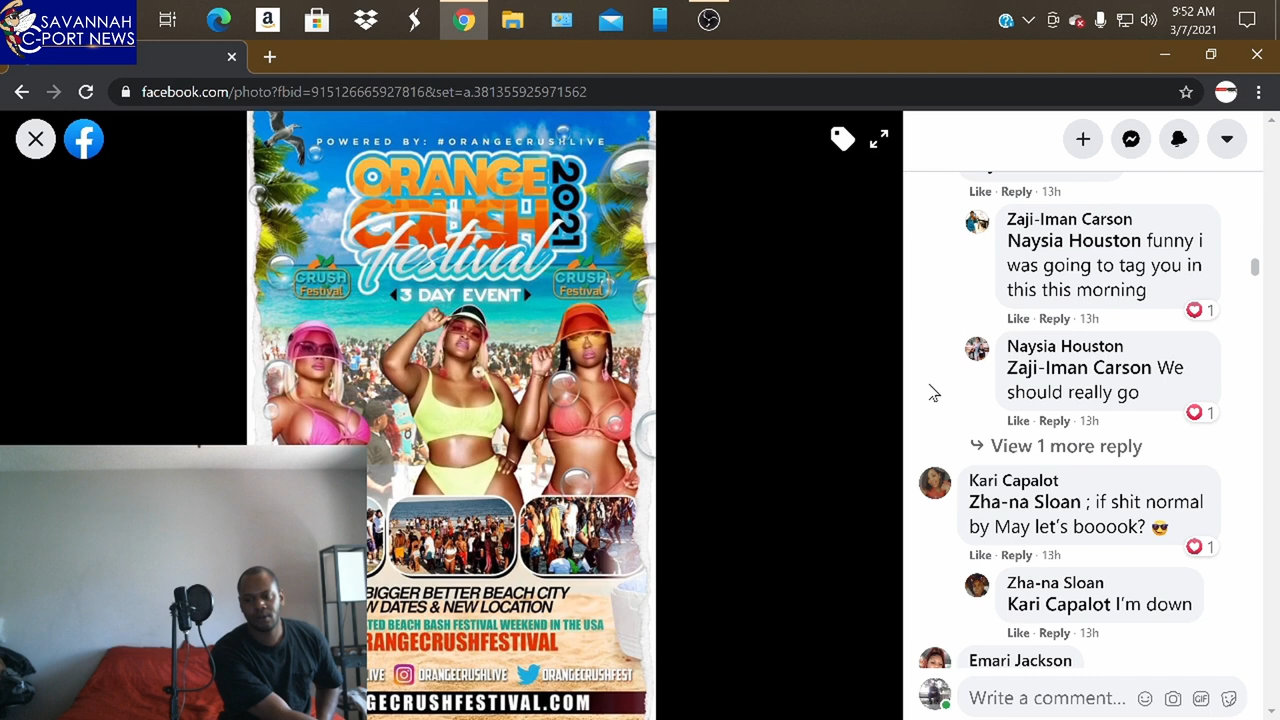 SAVANNAH
C-PORT NEWS
9:52 AM
3/7/2021
facebook.com/photo?fbid=915126665927816&set=a.381355925971562
POWERED BY: #ORANGECRUSHLIVE
ORANGE
CRUSH
2021
Festival
CRUSH
Festival
CRUSH
Festival
3 DAY EVENT
BIGGER BETTER BEACH CITY
W DATES & NEW LOCATION
TED BEACH BASH FESTIVAL WEEKEND IN THE USA
RANGECRUSHFESTIVAL
IVE ORANGECRUSHLIVE ORANGECRUSHFEST
GECRUSHFESTIVAL.COM
Like · Reply · 13h
Zaji-Iman Carson
Naysia Houston funny i
was going to tag you in
this this morning
1
Like · Reply · 13h
Naysia Houston
Zaji-Iman Carson We
should really go
1
Like · Reply · 13h
View 1 more reply
Kari Capalot
Zha-na Sloan ; if shit normal
by May let's booook? 😎
1
Like · Reply · 13h
Zha-na Sloan
Kari Capalot I'm down
Like · Reply · 13h
Emari Jackson
Write a comment...
GIF